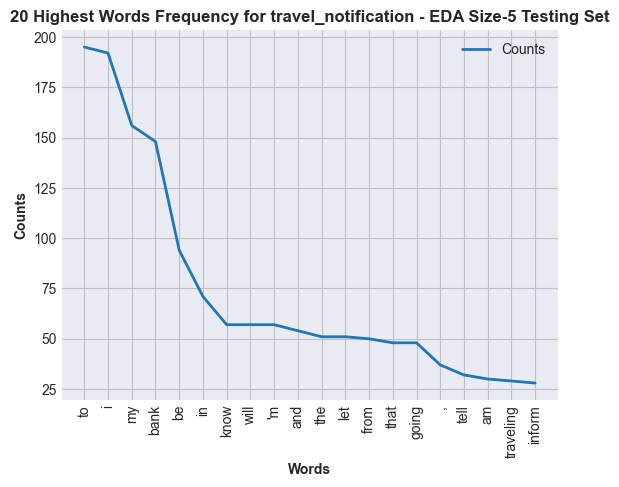 20 Highest Words Frequency for travel_notification - EDA Size-5 Testing Set
Counts
200
175
150
125
100
75
50
25
Counts
to
i
my
bank
be
in
know
will
'm
and
the
let
from
that
going
,
tell
am
traveling
inform
Words